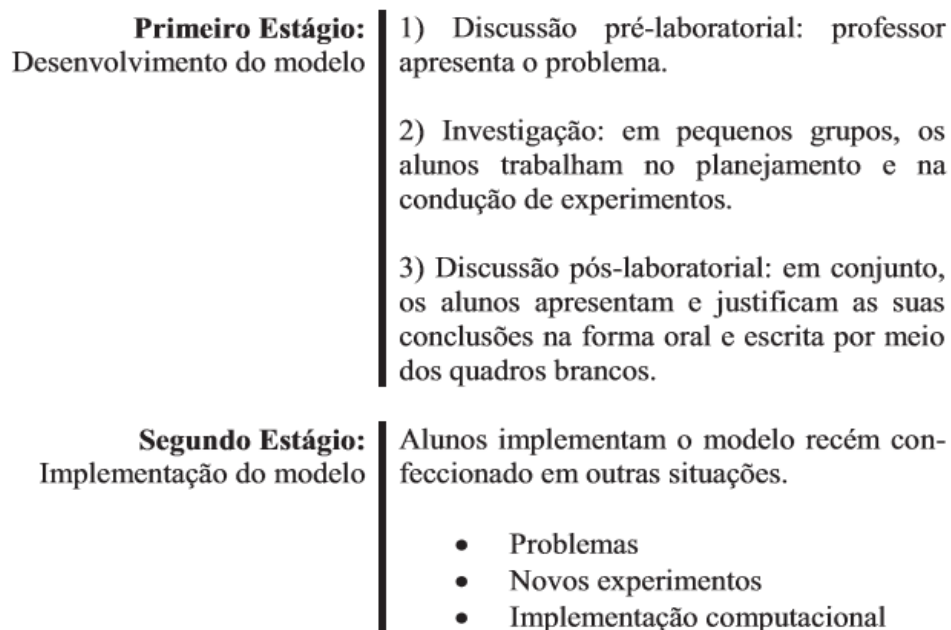 Primeiro Estágio:
Desenvolvimento do modelo
1) Discussão pré-laboratorial: professor
apresenta o problema.
2) Investigação: em pequenos grupos, os
alunos trabalham no planejamento e na
condução de experimentos.
3) Discussão pós-laboratorial: em conjunto,
os alunos apresentam e justificam as suas
conclusões na forma oral e escrita por meio
dos quadros brancos.
Segundo Estágio:
Implementação do modelo
Alunos implementam o modelo recém con-
feccionado em outras situações.
• Problemas
• Novos experimentos
• Implementação computacional